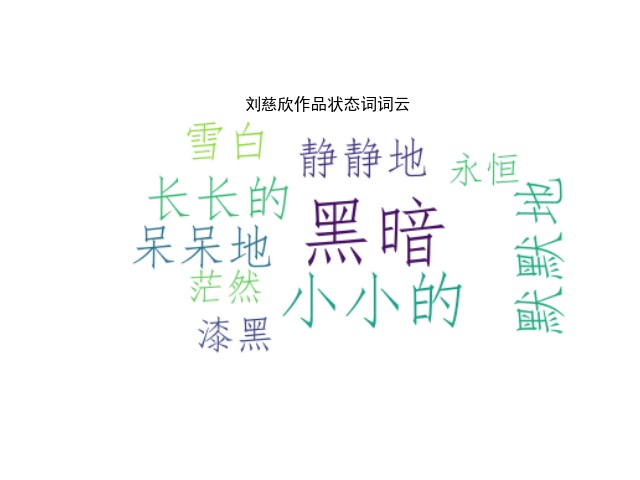 刘慈欣作品状态词词云
雪白
静静地
永恒
长长的
黑暗
默默地
呆呆地
茫然
小小的
漆黑